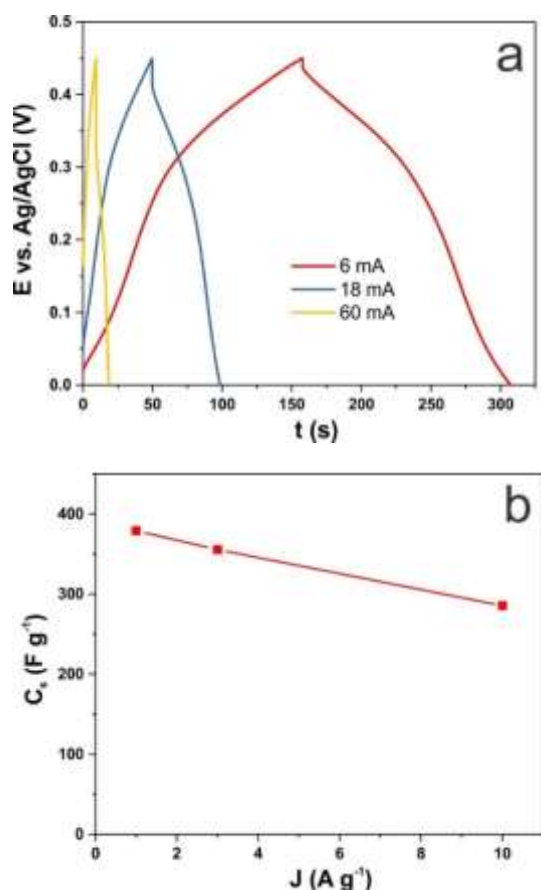 a
0.5
0.4
0.3
0.2
0.1
0.0
E vs. Ag/AgCl (V)
6 mA
18 mA
60 mA
0 50 100 150 200 250 300
t (s)
b
400
300
200
100
0
Cₛ (F g⁻¹)
0 2 4 6 8 10
J (A g⁻¹)